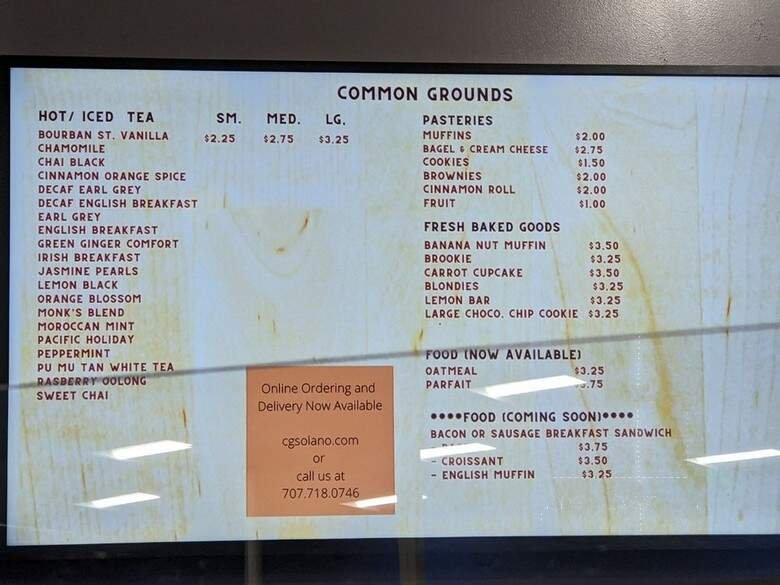 COMMON GROUNDS
HOT/ ICED TEA SM. MED. LG.
BOURBAN ST. VANILLA $2.25 $2.75 $3.25
CHAMOMILE
CHAI BLACK
CINNAMON ORANGE SPICE
DECAF EARL GREY
DECAF ENGLISH BREAKFAST
EARL GREY
ENGLISH BREAKFAST
GREEN GINGER COMFORT
IRISH BREAKFAST
JASMINE PEARLS
LEMON BLACK
ORANGE BLOSSOM
MONK'S BLEND
MOROCCAN MINT
PACIFIC HOLIDAY
PEPPERMINT
PU MU TAN WHITE TEA
RASBERRY OOLONG
SWEET CHAI
Online Ordering and
Delivery Now Available
cgsolano.com
or
call us at
707.718.0746
PASTERIES
MUFFINS $2.00
BAGEL & CREAM CHEESE $2.75
COOKIES $1.50
BROWNIES $2.00
CINNAMON ROLL $2.00
FRUIT $1.00
FRESH BAKED GOODS
BANANA NUT MUFFIN $3.50
BROOKIE $3.25
CARROT CUPCAKE $3.50
BLONDIES $3.25
LEMON BAR $3.25
LARGE CHOCO. CHIP COOKIE $3.25
FOOD (NOW AVAILABLE)
OATMEAL $3.25
PARFAIT .75
****FOOD (COMING SOON)****
BACON OR SAUSAGE BREAKFAST SANDWICH
- $3.75
- CROISSANT $3.50
- ENGLISH MUFFIN $3.25